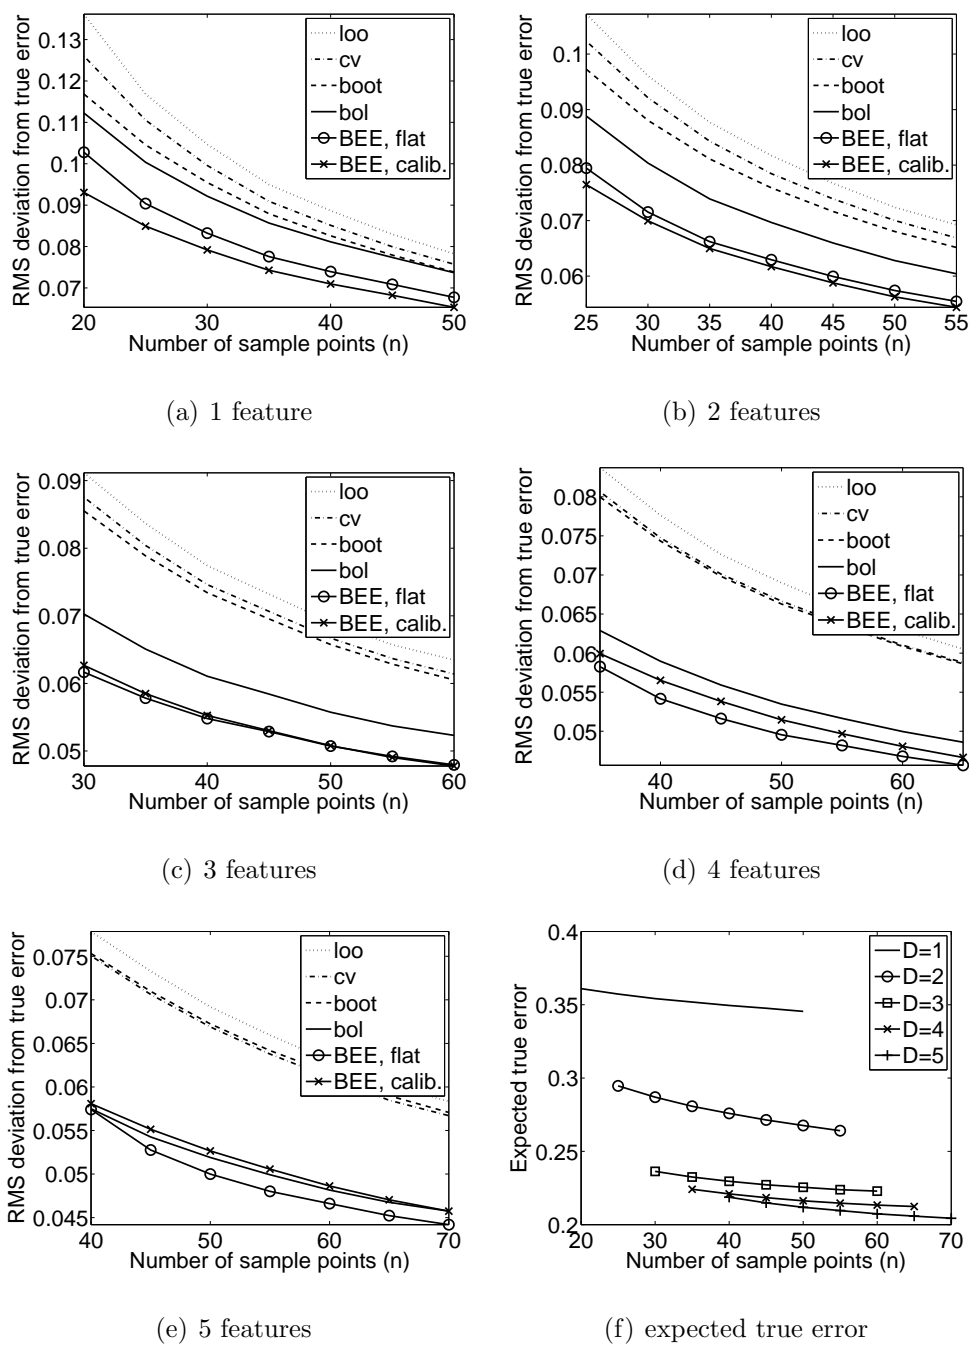 RMS deviation from true error
0.13
0.12
0.11
0.1
0.09
0.08
0.07
20
30
40
50
Number of sample points (n)
loo
cv
boot
bol
BEE, flat
BEE, calib.
(a) 1 feature
RMS deviation from true error
0.1
0.09
0.08
0.07
0.06
25
30
35
40
45
50
55
Number of sample points (n)
loo
cv
boot
bol
BEE, flat
BEE, calib.
(b) 2 features
RMS deviation from true error
0.09
0.08
0.07
0.06
0.05
30
40
50
60
Number of sample points (n)
loo
cv
boot
bol
BEE, flat
BEE, calib.
(c) 3 features
RMS deviation from true error
0.08
0.075
0.07
0.065
0.06
0.055
0.05
40
50
60
Number of sample points (n)
loo
cv
boot
bol
BEE, flat
BEE, calib.
(d) 4 features
RMS deviation from true error
0.075
0.07
0.065
0.06
0.055
0.05
0.045
40
50
60
70
Number of sample points (n)
loo
cv
boot
bol
BEE, flat
BEE, calib.
(e) 5 features
Expected true error
0.4
0.35
0.3
0.25
0.2
20
30
40
50
60
70
Number of sample points (n)
D=1
D=2
D=3
D=4
D=5
(f) expected true error